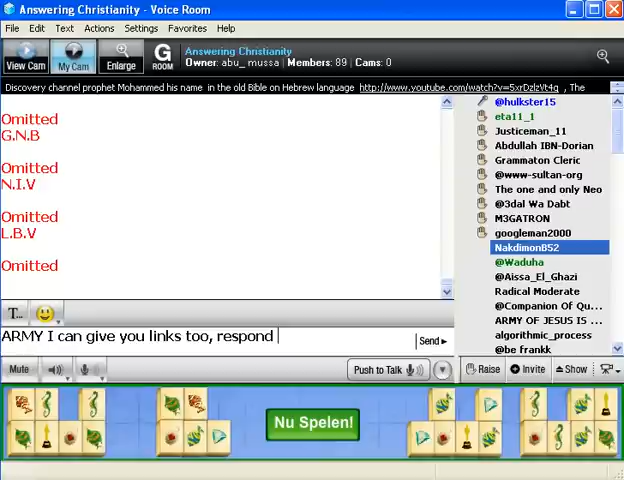 Answering Christianity - Voice Room
File Edit Text Actions Settings Favorites Help
View Cam
My Cam
Enlarge
G
ROOM
Answering Christianity
Owner: abu_ mussa : Members: 89 : Cams: 0
Discovery channel prophet Mohammed his name in the old Bible on Hebrew language http://www.youtube.com/watch?v=5xrDzlzVt4g , The
Omitted
G.N.B
Omitted
N.I.V
Omitted
L.B.V
Omitted
@hulkster15
eta11_1
Justiceman_11
Abdullah IBN-Dorian
Grammaton Cleric
@www-sultan-org
The one and only Neo
@3dal Wa Dabt
M3GATRON
googleman2000
NakdimonB52
@Waduha
@Aissa_El_Ghazi
Radical Moderate
@Companion Of Qu...
ARMY OF JESUS IS ...
algorithmic_process
@be frankk
T...
ARMY I can give you links too, respond
Send
Mute
Push to Talk
Raise
Invite
Show
Nu Spelen!